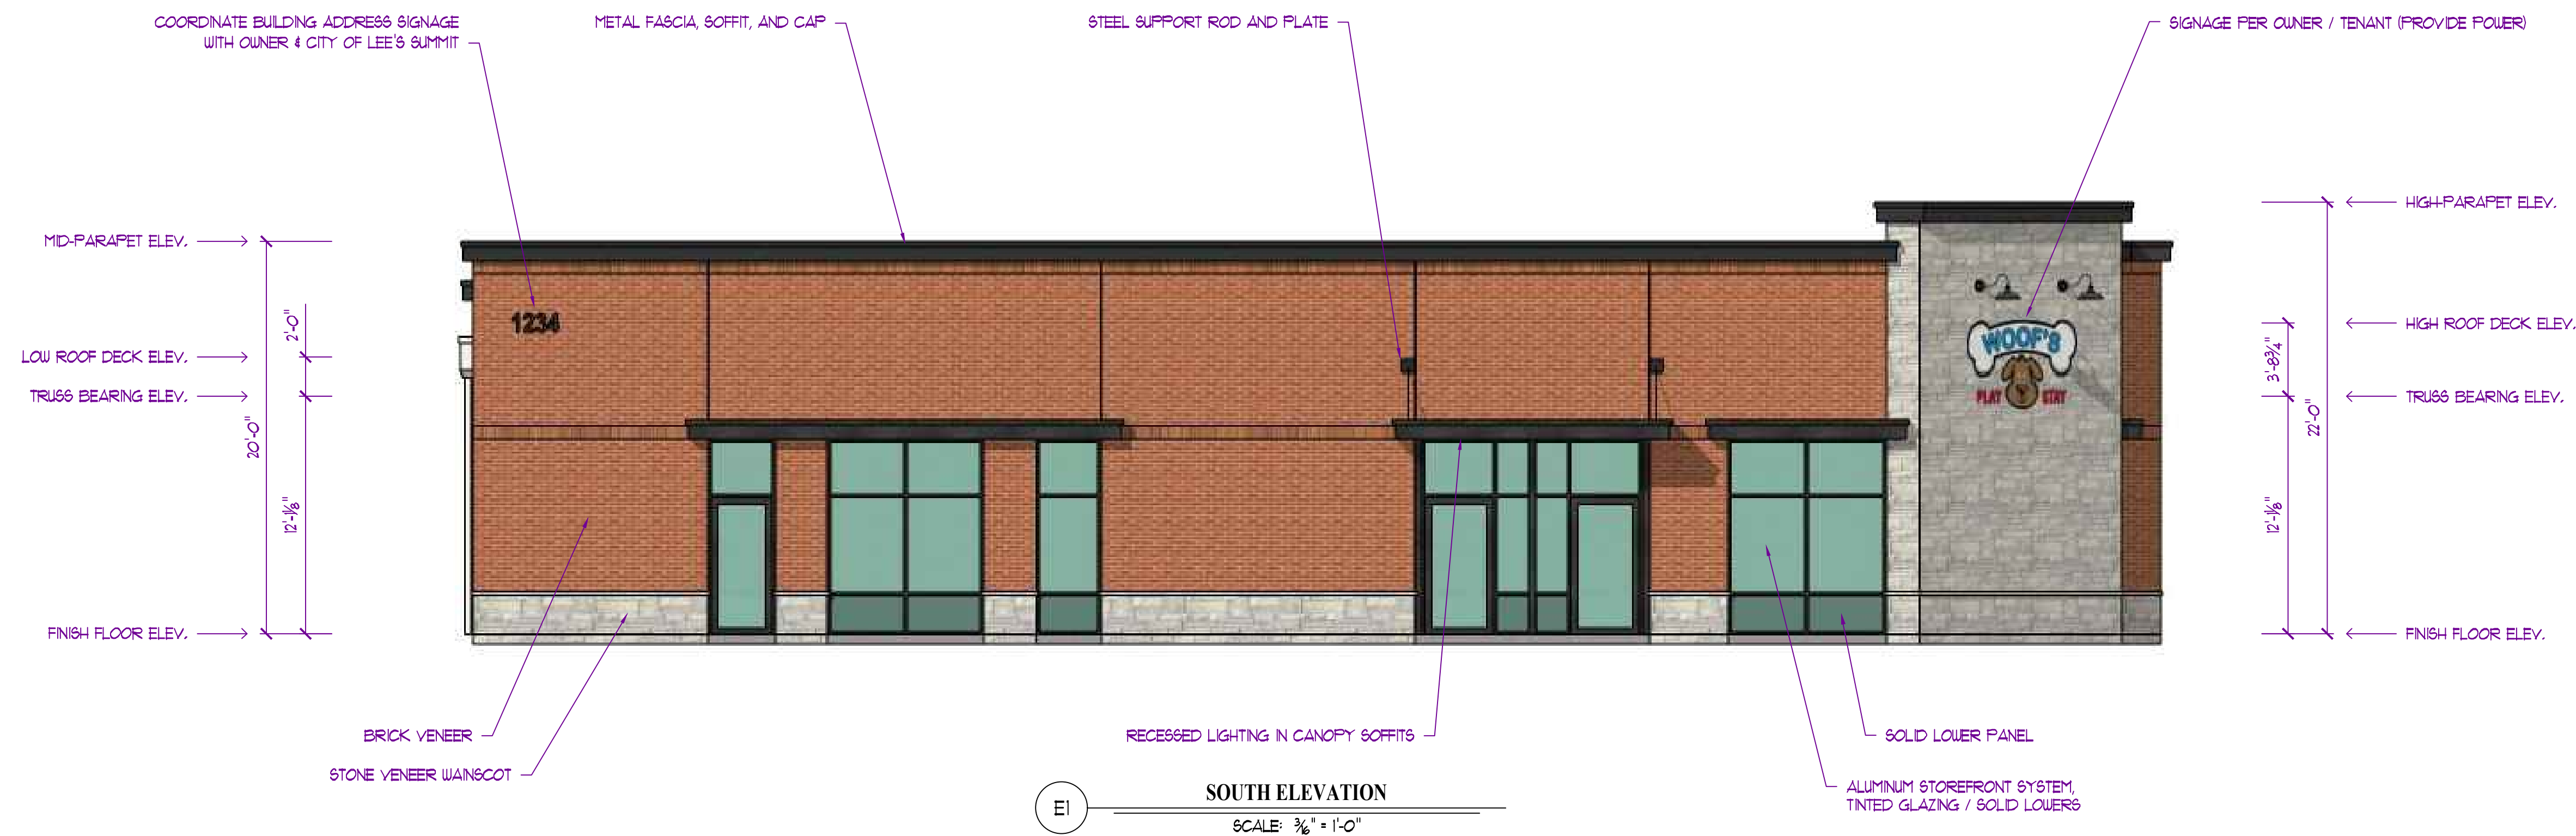 COORDINATE BUILDING ADDRESS SIGNAGE
WITH OWNER & CITY OF LEE'S SUMMIT
METAL FASCIA, SOFFIT, AND CAP
STEEL SUPPORT ROD AND PLATE
SIGNAGE PER OWNER / TENANT (PROVIDE POWER)
MID-PARAPET ELEV.
LOW ROOF DECK ELEV.
TRUSS BEARING ELEV.
FINISH FLOOR ELEV.
20'-0"
2'-0"
12'-1⅛"
1234
WOOF'S
PLAY STAY
HIGH-PARAPET ELEV.
HIGH ROOF DECK ELEV.
TRUSS BEARING ELEV.
FINISH FLOOR ELEV.
3'-8¾"
22'-0"
12'-1⅛"
BRICK VENEER
STONE VENEER WAINSCOT
RECESSED LIGHTING IN CANOPY SOFFITS
SOLID LOWER PANEL
ALUMINUM STOREFRONT SYSTEM,
TINTED GLAZING / SOLID LOWERS
E1
SOUTH ELEVATION
SCALE: 3/16" = 1'-0"